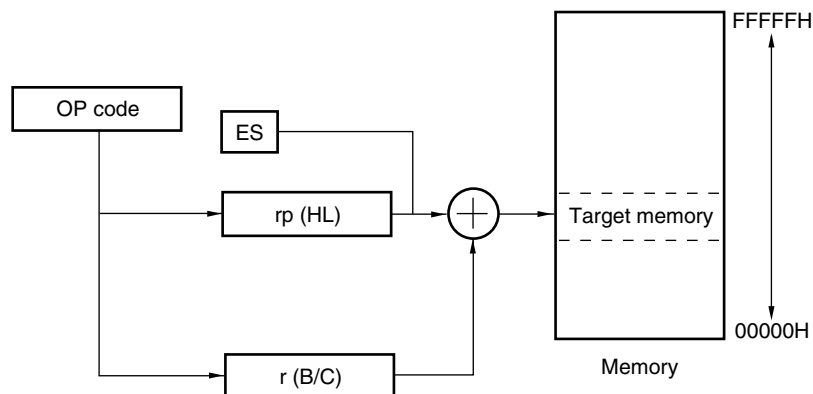 FFFFFH
OP code
ES
rp (HL)
Target memory
00000H
r (B/C)
Memory